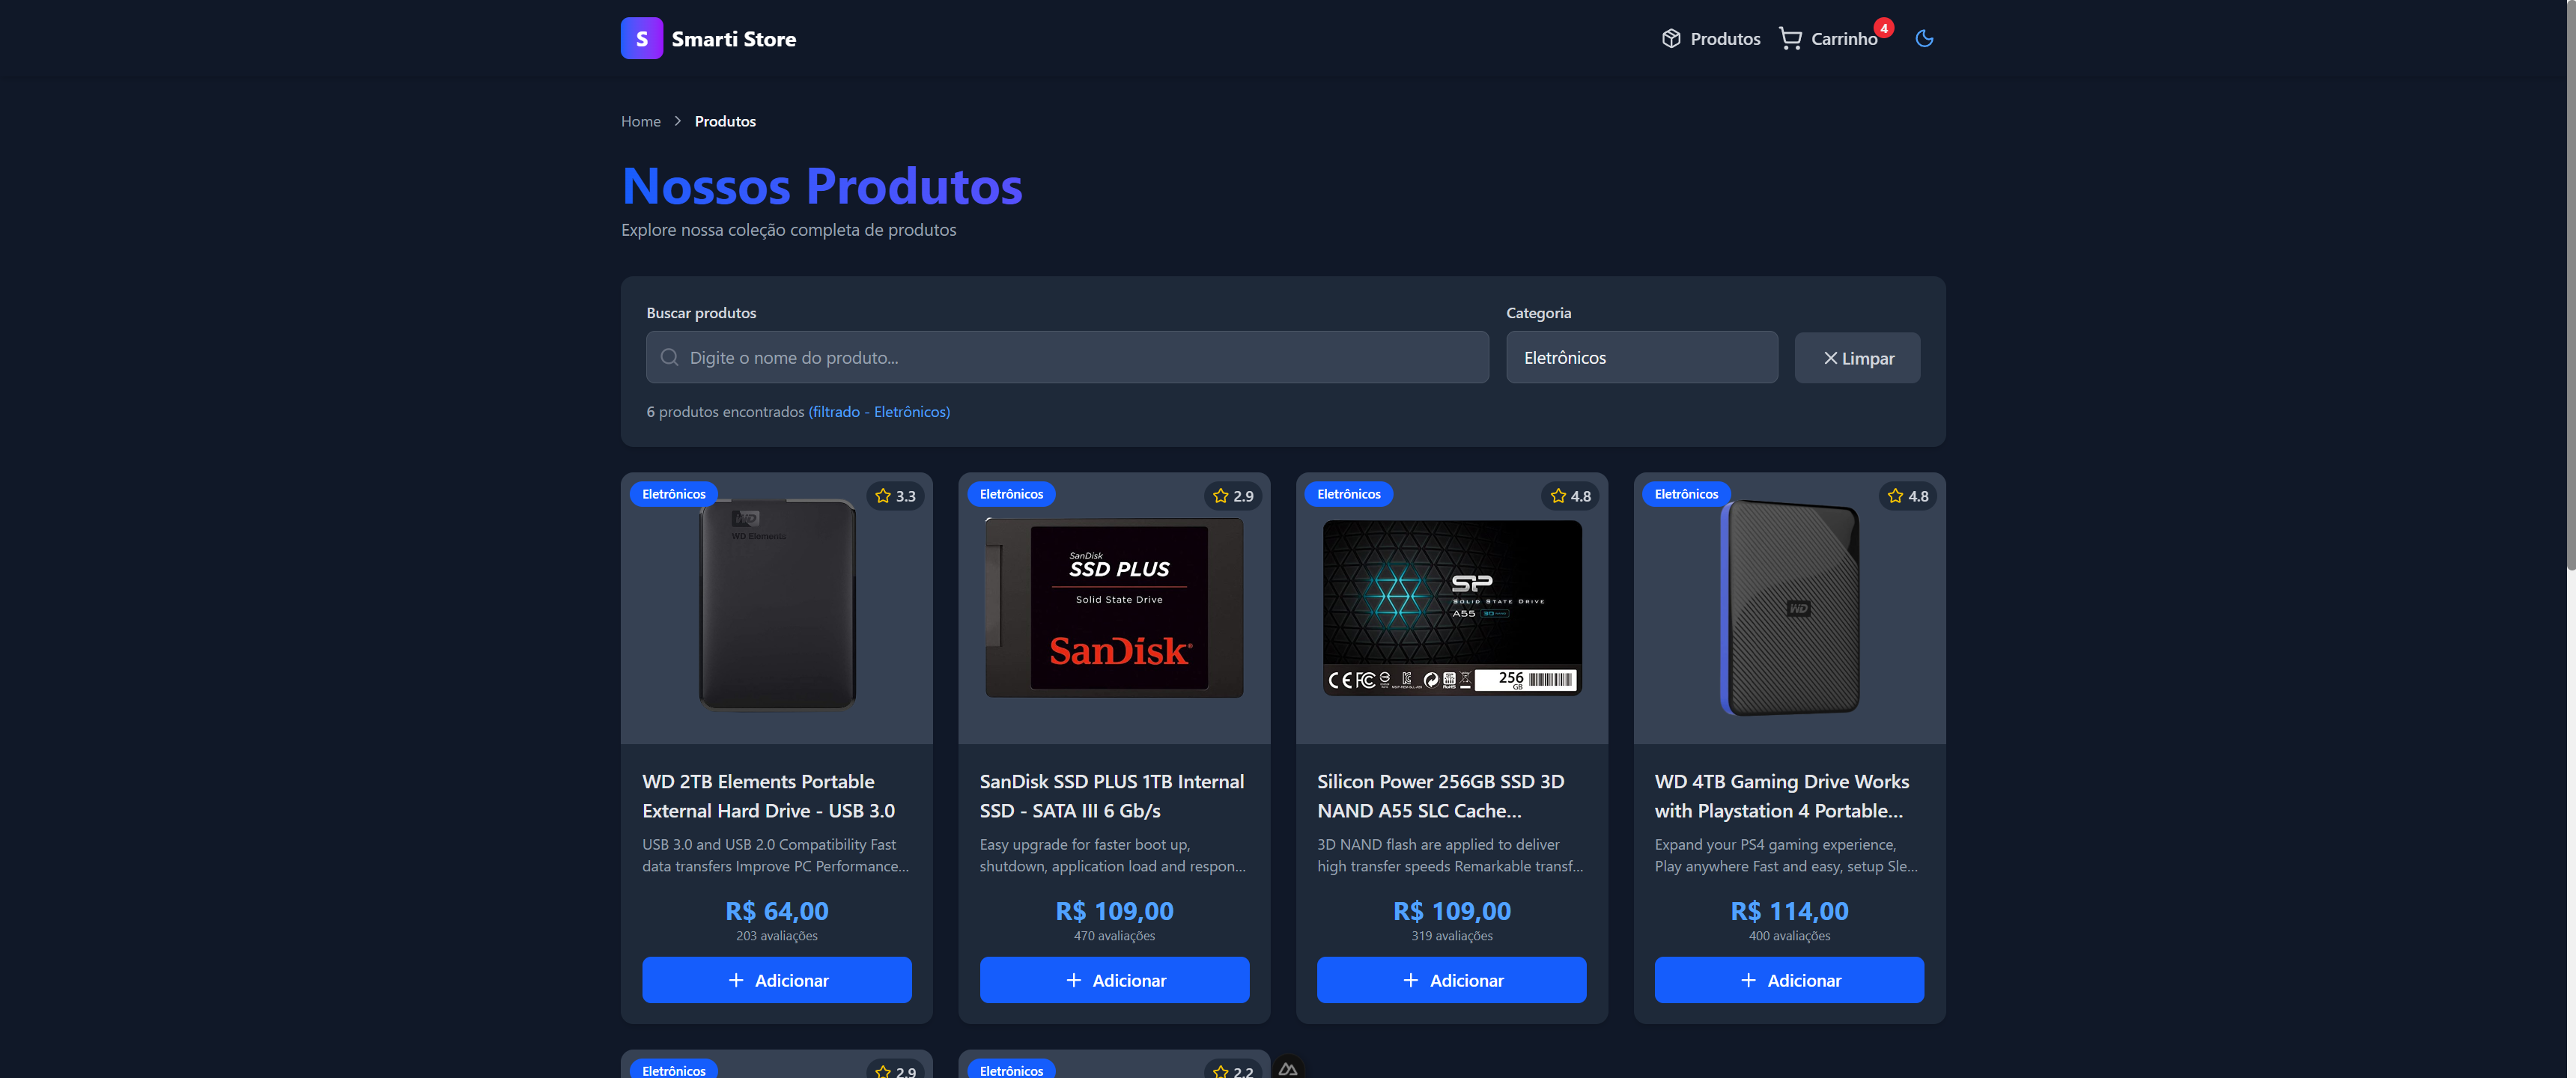 S Smarti Store
Produtos
Carrinho 4
Home > Produtos
Nossos Produtos
Explore nossa coleção completa de produtos
Buscar produtos
Categoria
Digite o nome do produto...
Eletrônicos
Limpar
6 produtos encontrados (filtrado - Eletrônicos)
Eletrônicos
3.3
WD
WD Elements
WD 2TB Elements Portable
External Hard Drive - USB 3.0
USB 3.0 and USB 2.0 Compatibility Fast
data transfers Improve PC Performance...
R$ 64,00
203 avaliações
+ Adicionar
Eletrônicos
2.9
SanDisk
SSD PLUS
Solid State Drive
SanDisk
SanDisk SSD PLUS 1TB Internal
SSD - SATA III 6 Gb/s
Easy upgrade for faster boot up,
shutdown, application load and respon...
R$ 109,00
470 avaliações
+ Adicionar
Eletrônicos
4.8
SP
SOLID STATE DRIVE
A55 3D
CE FC
256
GB
Silicon Power 256GB SSD 3D
NAND A55 SLC Cache...
3D NAND flash are applied to deliver
high transfer speeds Remarkable transf...
R$ 109,00
319 avaliações
+ Adicionar
Eletrônicos
4.8
WD
WD 4TB Gaming Drive Works
with Playstation 4 Portable...
Expand your PS4 gaming experience,
Play anywhere Fast and easy, setup Sle...
R$ 114,00
400 avaliações
+ Adicionar
Eletrônicos
2.9
Eletrônicos
2.2